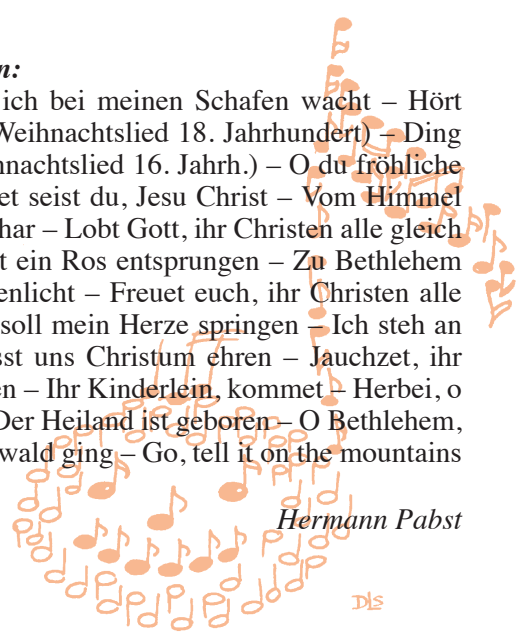 n:
ich bei meinen Schafen wacht – Hört
Weihnachtslied 18. Jahrhundert) – Ding
hnachtslied 16. Jahrh.) – O du fröhliche
et seist du, Jesu Christ – Vom Himmel
har – Lobt Gott, ihr Christen alle gleich
t ein Ros entsprungen – Zu Bethlehem
enlicht – Freuet euch, ihr Christen alle
soll mein Herze springen – Ich steh an
sst uns Christum ehren – Jauchzet, ihr
en – Ihr Kinderlein, kommet – Herbei, o
Der Heiland ist geboren – O Bethlehem,
wald ging – Go, tell it on the mountains
Hermann Pabst
DLS